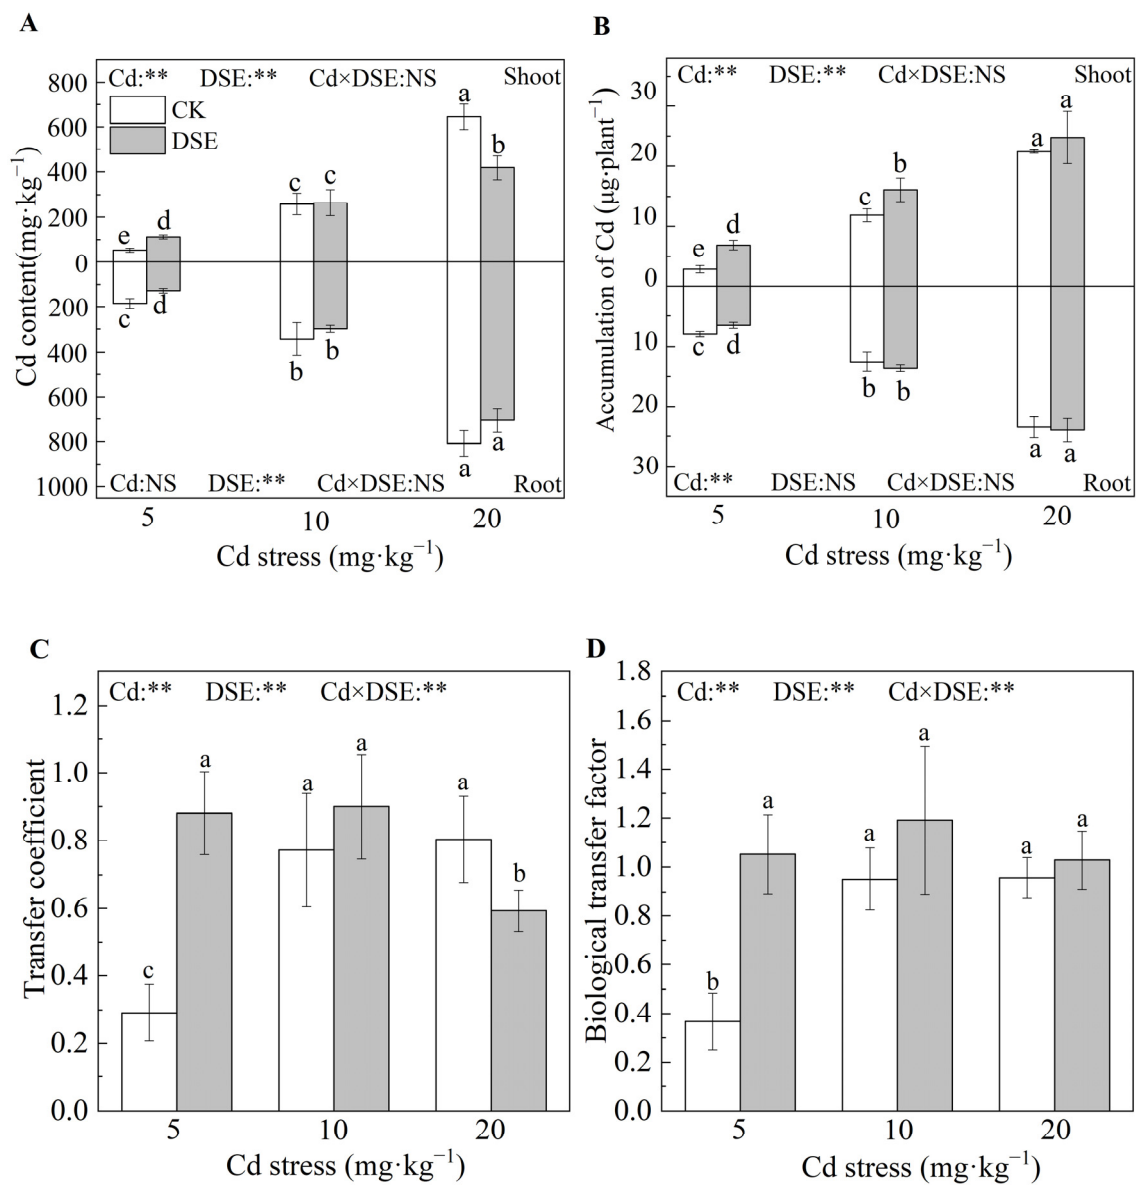 A
Cd:** DSE:** Cd×DSE:NS Shoot
CK
DSE
Cd content(mg·kg⁻¹)
800
600
400
200
0
200
400
600
800
1000
e d c c a b
c d b b a a
Cd:NS DSE:** Cd×DSE:NS Root
5 10 20
Cd stress (mg·kg⁻¹)
B
Cd:** DSE:** Cd×DSE:NS Shoot
Accumulation of Cd (μg·plant⁻¹)
30
20
10
0
10
20
30
e d c b a a
c d b b a a
Cd:** DSE:NS Cd×DSE:NS Root
5 10 20
Cd stress (mg·kg⁻¹)
C
Cd:** DSE:** Cd×DSE:**
Transfer coefficient
1.2
1.0
0.8
0.6
0.4
0.2
0.0
c a a a a b
5 10 20
Cd stress (mg·kg⁻¹)
D
Cd:** DSE:** Cd×DSE:**
Biological transfer factor
1.8
1.6
1.4
1.2
1.0
0.8
0.6
0.4
0.2
0.0
b a a a a a
5 10 20
Cd stress (mg·kg⁻¹)